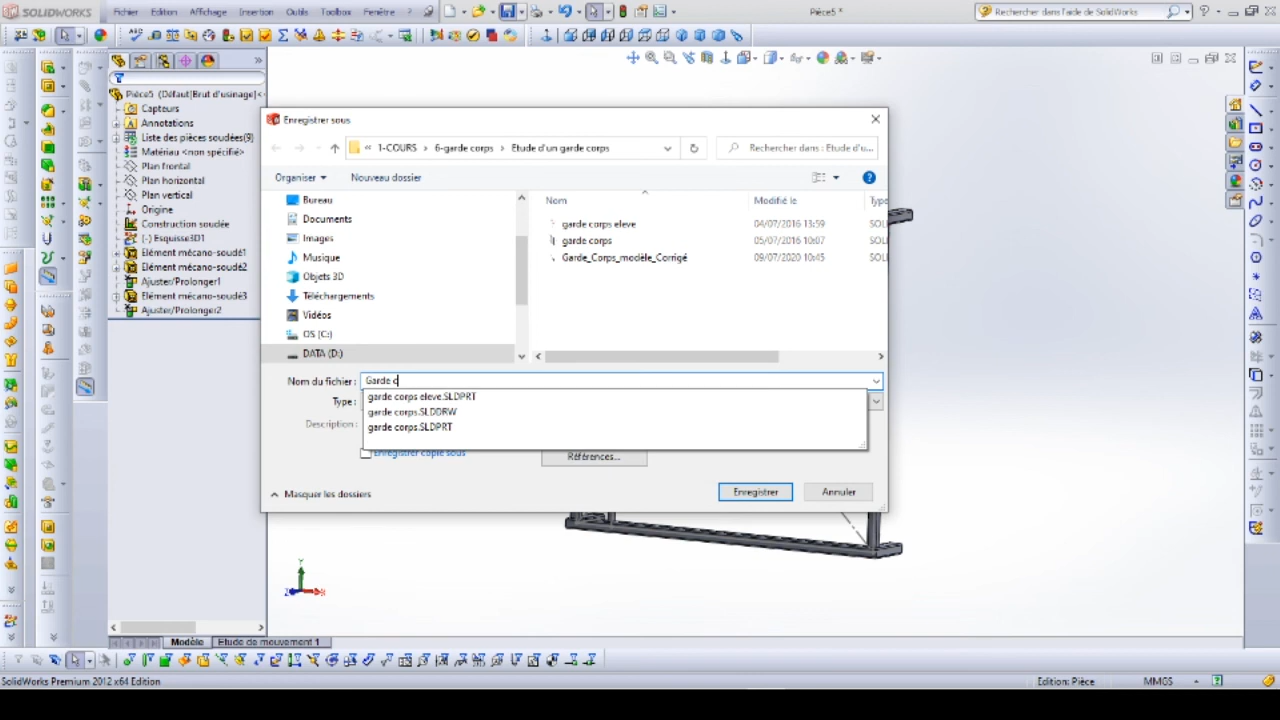 SOLIDWORKS Fichier Edition Affichage Insertion Outils Toolbox Fenêtre ? Pièce5 * Rechercher dans l'aide de SolidWorks
Pièce5 (Défaut[Brut d'usinage]<
Capteurs
Annotations
Liste des pièces soudées(9)
Matériau <non spécifié>
Plan frontal
Plan horizontal
Plan vertical
Origine
Construction soudée
(-) Esquisse3D1
Elément mécano-soudé1
Elément mécano-soudé2
Ajuster/Prolonger1
Elément mécano-soudé3
Ajuster/Prolonger2
Enregistrer sous
« 1-COURS > 6-garde corps > Etude d'un garde corps
Rechercher dans : Etude d'u...
Organiser
Nouveau dossier
Bureau
Documents
Images
Musique
Objets 3D
Téléchargements
Vidéos
OS (C:)
DATA (D:)
Nom Modifié le Type
garde corps eleve 04/07/2016 13:59 SOLI
garde corps 05/07/2016 10:07 SOLI
Garde_Corps_modèle_Corrigé 09/07/2020 10:45 SOLI
Nom du fichier : Garde c
Type :
garde corps eleve.SLDPRT
garde corps.SLDDRW
garde corps.SLDPRT
Description :
Enregistrer copie sous
Références...
Masquer les dossiers
Enregistrer
Annuler
Y
Z
X
Modèle
Etude de mouvement 1
SolidWorks Premium 2012 x64 Edition
Edition: Pièce
MMGS